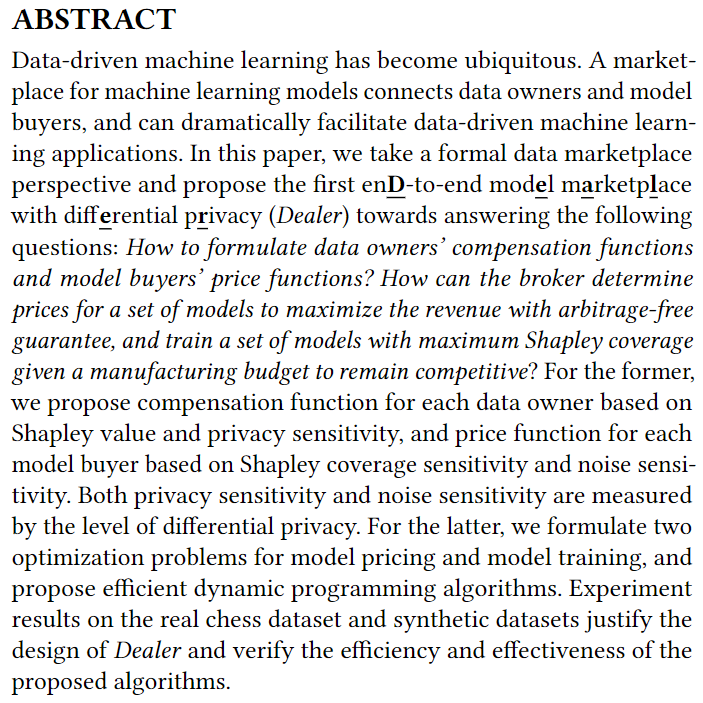 ABSTRACT
Data-driven machine learning has become ubiquitous. A market-
place for machine learning models connects data owners and model
buyers, and can dramatically facilitate data-driven machine learn-
ing applications. In this paper, we take a formal data marketplace
perspective and propose the first enD-to-end model marketplace
with differential privacy (Dealer) towards answering the following
questions: How to formulate data owners' compensation functions
and model buyers' price functions? How can the broker determine
prices for a set of models to maximize the revenue with arbitrage-free
guarantee, and train a set of models with maximum Shapley coverage
given a manufacturing budget to remain competitive? For the former,
we propose compensation function for each data owner based on
Shapley value and privacy sensitivity, and price function for each
model buyer based on Shapley coverage sensitivity and noise sensi-
tivity. Both privacy sensitivity and noise sensitivity are measured
by the level of differential privacy. For the latter, we formulate two
optimization problems for model pricing and model training, and
propose efficient dynamic programming algorithms. Experiment
results on the real chess dataset and synthetic datasets justify the
design of Dealer and verify the efficiency and effectiveness of the
proposed algorithms.